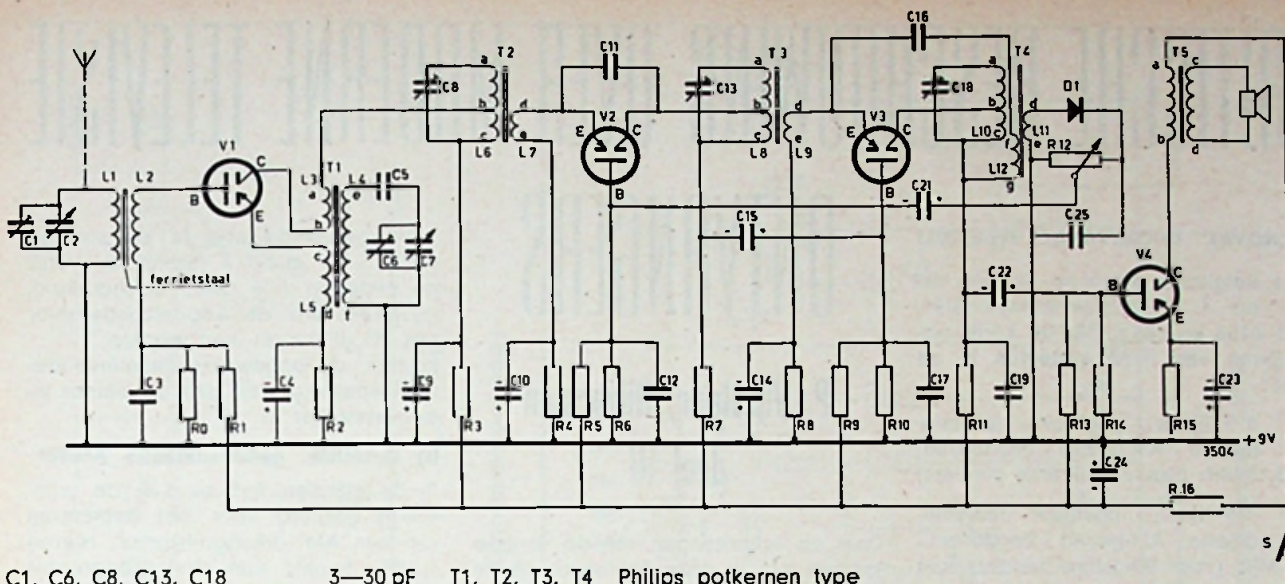 C16
T2
C11
T3
T4
T5
a
C8
b
c
d
e
L6
L7
V2
E
C
B
a
C13
b
c
d
e
L8
L9
V3
E
C
B
a
C18
b
L10
c
d
L11
e
f
L12
g
D1
R12
a
b
c
d
V1
C
B
E
L1
L2
C1
C2
ferrietstaaf
L3
T1
L4
C5
a
b
c
d
e
f
C6
C7
L5
C21
C15
C25
C22
V4
B
C
E
C3
R0
R1
C4
R2
C9
R3
C10
R4
R5
R6
C12
R7
C14
R8
R9
R10
C17
R11
C19
R13
R14
R15
C23
+9V
3504
C24
R.16
S
C1, C6, C8, C13, C18 3—30 pF T1, T2, T3, T4 Philips potkernen type